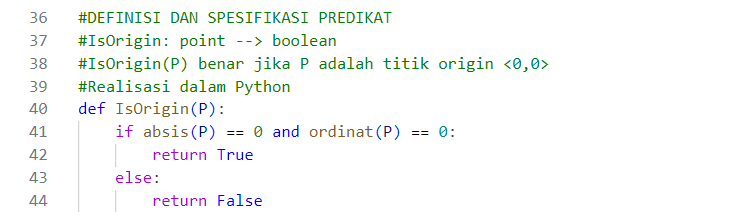 36 #DEFINISI DAN SPESIFIKASI PREDIKAT
37 #IsOrigin: point --> boolean
38 #IsOrigin(P) benar jika P adalah titik origin <0,0>
39 #Realisasi dalam Python
40 def IsOrigin(P):
41     if absis(P) == 0 and ordinat(P) == 0:
42         return True
43     else:
44         return False